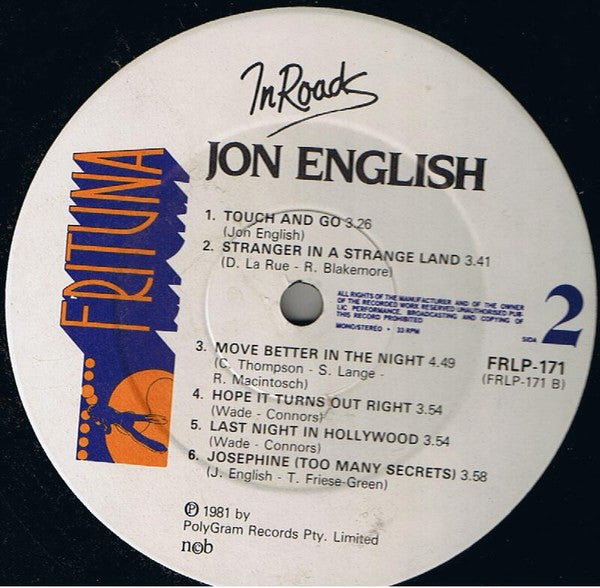 InRoads
JON ENGLISH
FRITUNA
1. TOUCH AND GO 3.26
(Jon English)
2. STRANGER IN A STRANGE LAND 3.41
(D. La Rue - R. Blakemore)
ALL RIGHTS OF THE MANUFACTURER AND OF THE OWNER
OF THE RECORDED WORK RESERVED UNAUTHORISED PUB-
LIC PERFORMANCE, BROADCASTING AND COPYING OF
THIS RECORD PROHIBITED
MONO/STEREO • 33 RPM
SIDA 2
3. MOVE BETTER IN THE NIGHT 4.49
(C. Thompson - S. Lange -
R. Macintosch)
FRLP-171
(FRLP-171 B)
4. HOPE IT TURNS OUT RIGHT 3.54
(Wade - Connors)
5. LAST NIGHT IN HOLLYWOOD 3.54
(Wade - Connors)
6. JOSEPHINE (TOO MANY SECRETS) 3.58
(J. English - T. Friese-Green)
Ⓟ 1981 by
PolyGram Records Pty. Limited
n©b